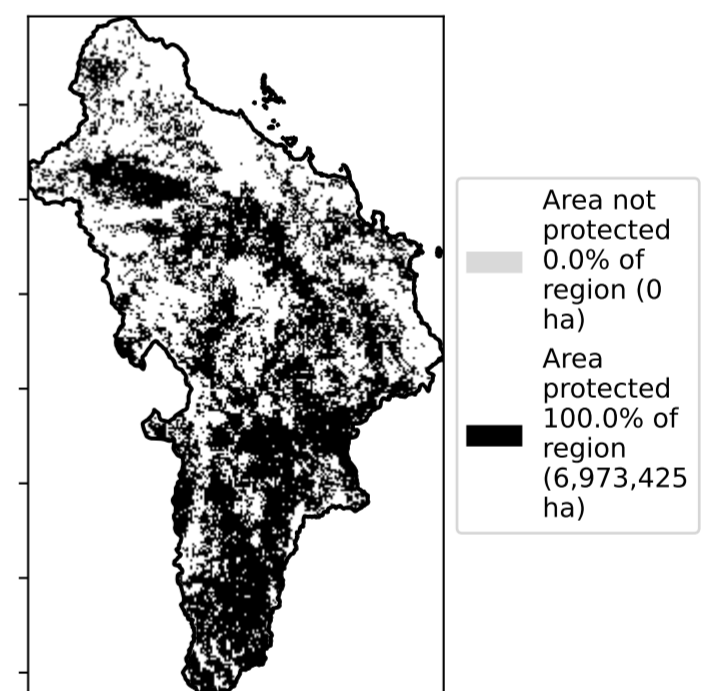 Area not
protected
0.0% of
region (0
ha)
Area
protected
100.0% of
region
(6,973,425
ha)